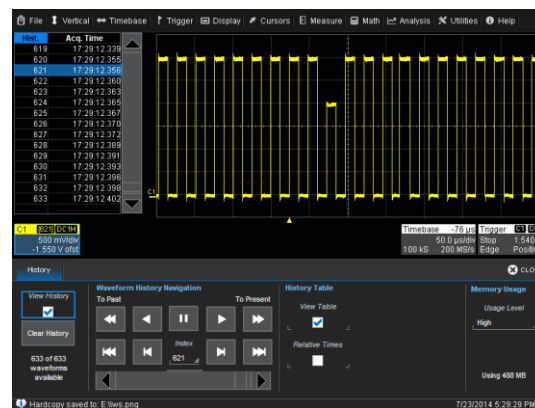 File Vertical Timebase Trigger Display Cursors Measure Math Analysis Utilities Help
Hist. Acq. Time
619 17:29:12.339
620 17:29:12.355
621 17:29:12.358
622 17:29:12.360
623 17:29:12.363
624 17:29:12.365
625 17:29:12.367
626 17:29:12.370
627 17:29:12.372
628 17:29:12.389
629 17:29:12.391
630 17:29:12.393
631 17:29:12.396
632 17:29:12.398
633 17:29:12.402
C1
C1 [621] DC1M
500 mV/div
-1.550 V ofst
Timebase -76 µs
50.0 µs/div
100 kS 200 MS/s
Trigger C1
Stop 1.540
Edge Positi
History
CLO
View History
Clear History
633 of 633
waveforms
available
Waveform History Navigation
To Past To Present
Index
621
History Table
View Table
Relative Times
Memory Usage
Usage Level
High
Using 488 MB
Hardcopy saved to: E:\lws.png
7/23/2014 5:29:29 PM